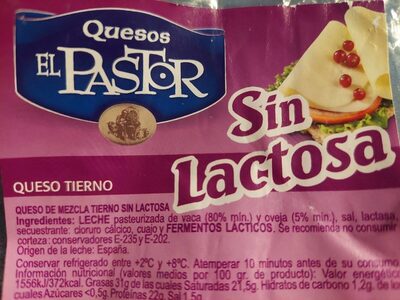 Quesos
EL PASTOR
Sin
Lactosa
QUESO TIERNO
QUESO DE MEZCLA TIERNO SIN LACTOSA
Ingredientes: LECHE pasteurizada de vaca (80% mín.) y oveja (5% mín.), sal, lactasa,
secuestrante: cloruro cálcico, cuajo y FERMENTOS LÁCTICOS. Se recomienda no consumir
corteza: conservadores E-235 y E-202.
Origen de la leche: España.
Conservar refrigerado entre +2ºC y +8ºC. Atemperar 10 minutos antes de su consumo
Información nutricional (valores medios por 100 gr. de producto): Valor energético
1556KJ/372kcal. Grasas 31g de las cuales Saturadas 21,5g. Hidratos de carbono 1,2g, de los
cuales Azúcares <0,5g. Proteínas 22g. Sal 1,5g.